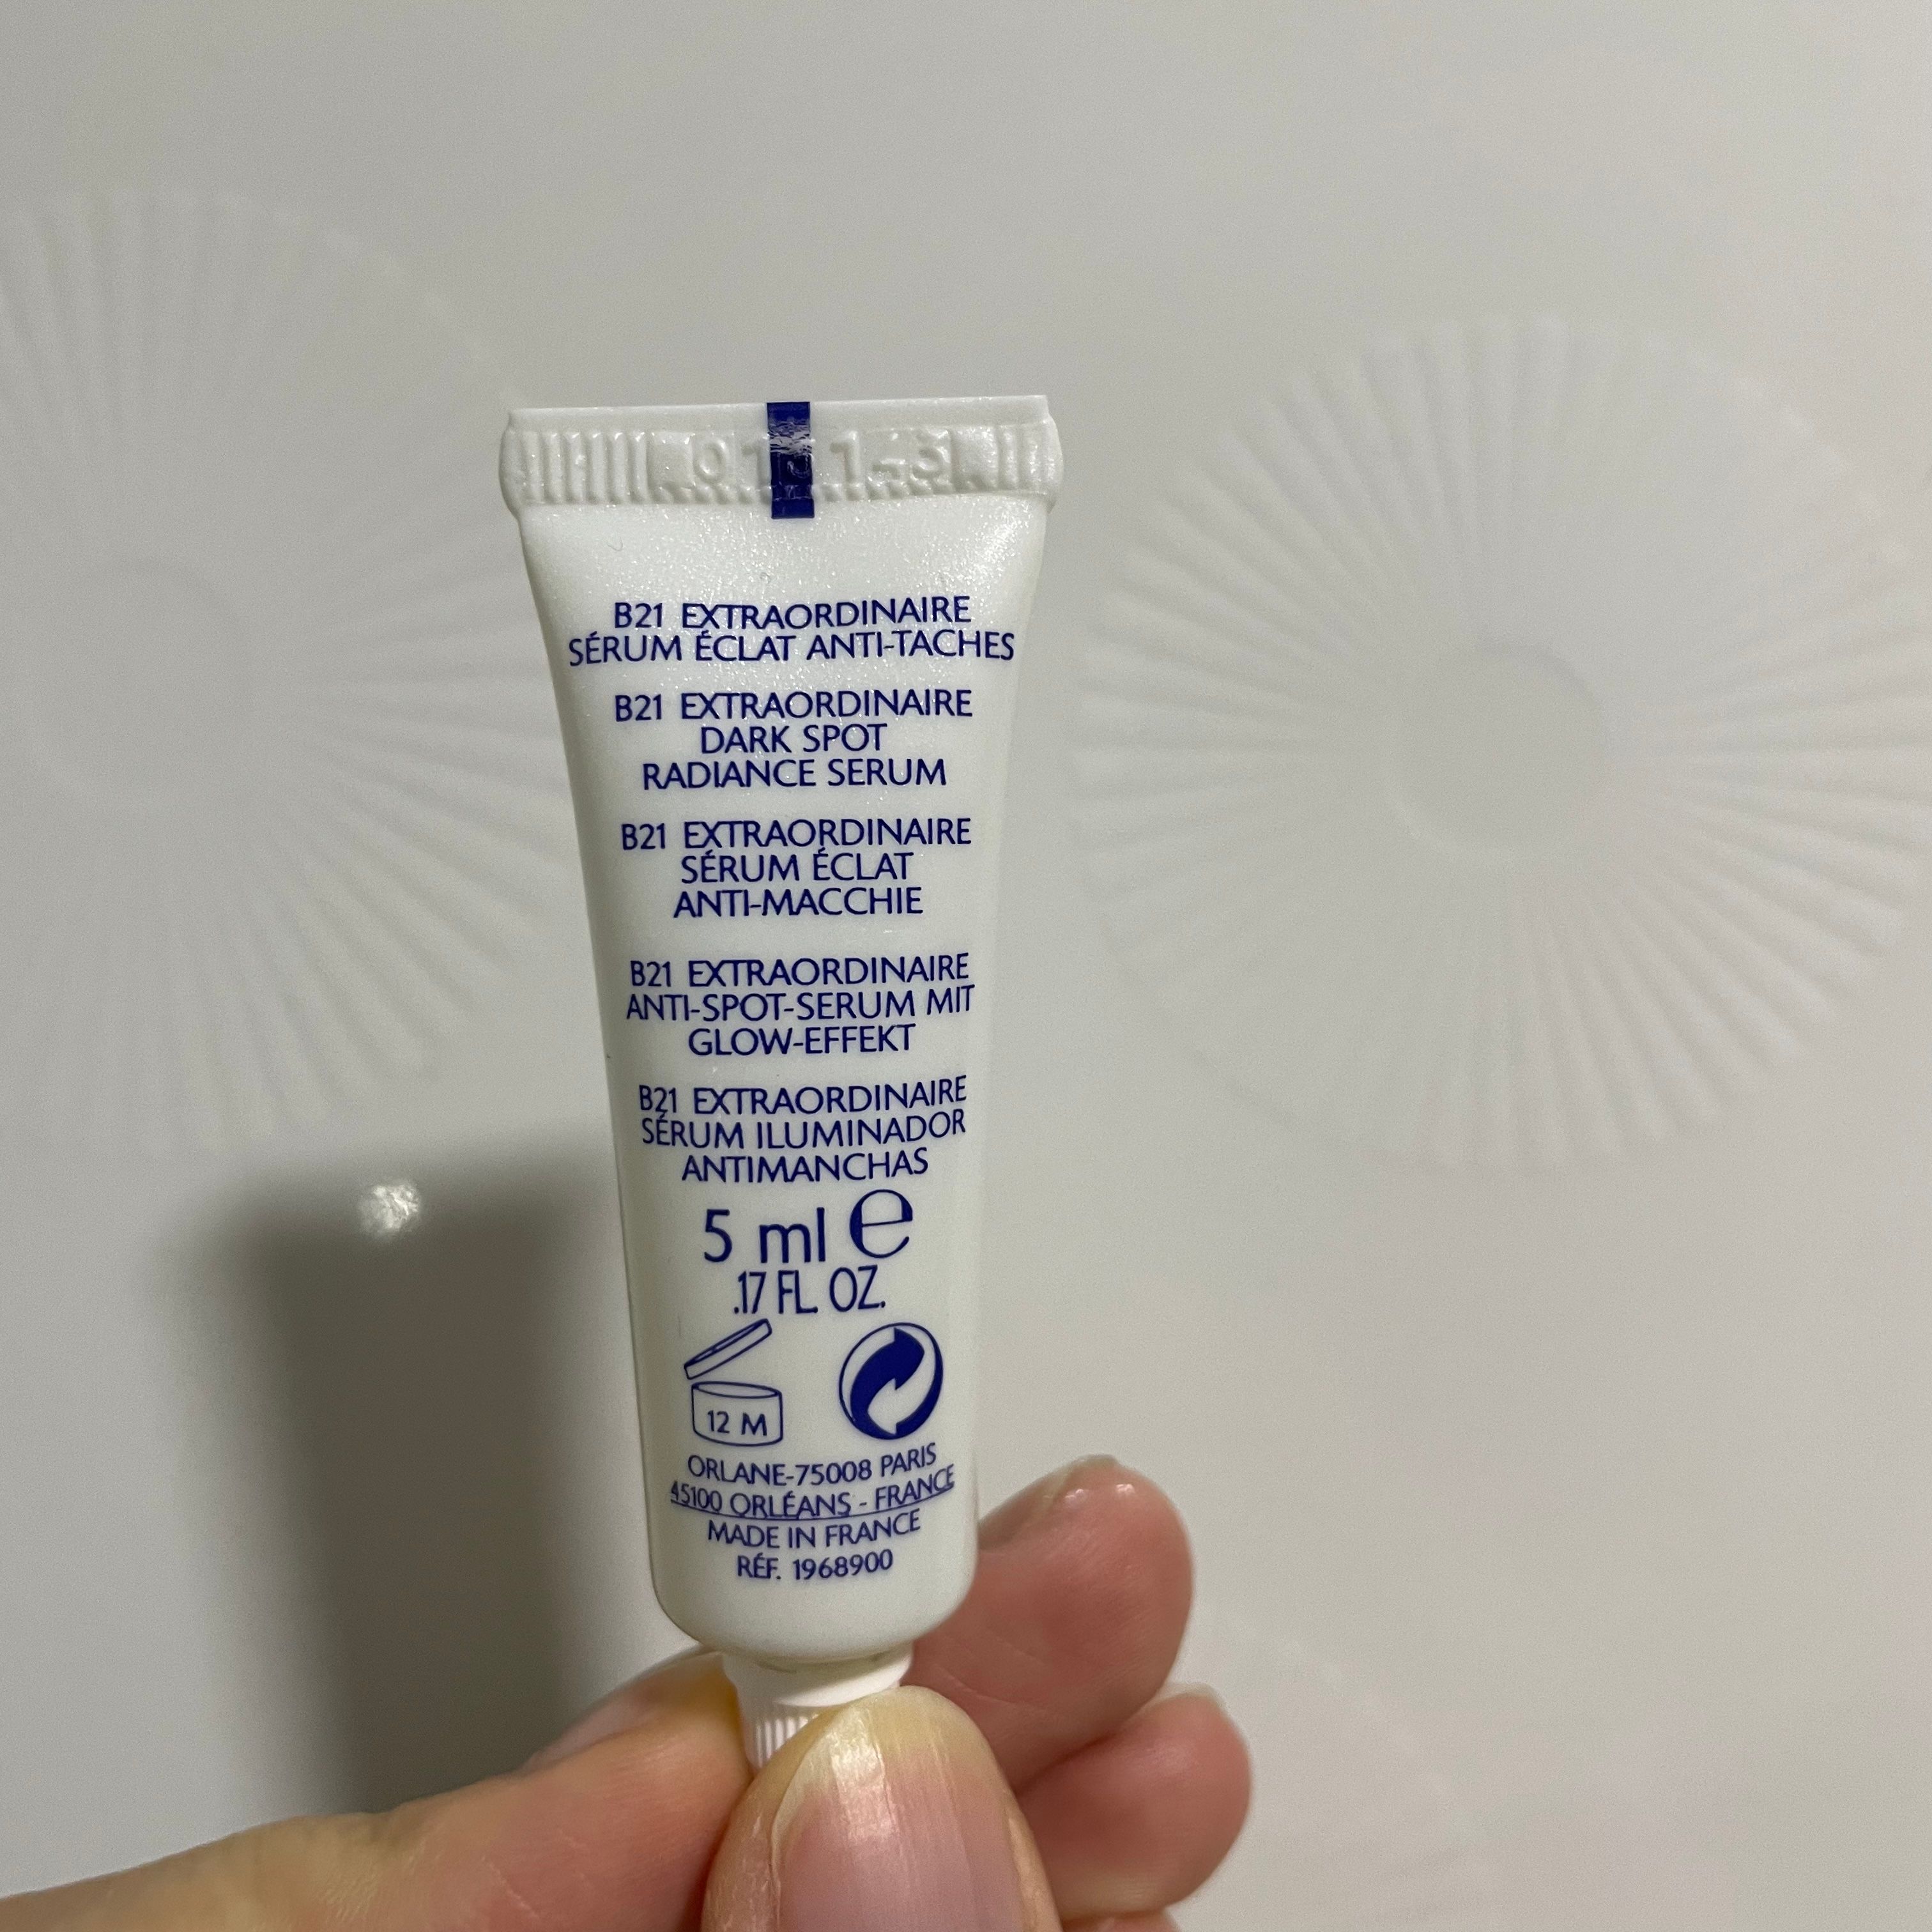 B21 EXTRAORDINAIRE
SÉRUM ÉCLAT ANTI-TACHES
B21 EXTRAORDINAIRE
DARK SPOT
RADIANCE SERUM
B21 EXTRAORDINAIRE
SÉRUM ÉCLAT
ANTI-MACCHIE
B21 EXTRAORDINAIRE
ANTI-SPOT-SERUM MIT
GLOW-EFFEKT
B21 EXTRAORDINAIRE
SÉRUM ILUMINADOR
ANTIMANCHAS
5 ml e
.17 FL. OZ.
12 M
ORLANE-75008 PARIS
45100 ORLÉANS - FRANCE
MADE IN FRANCE
RÉF. 1968900